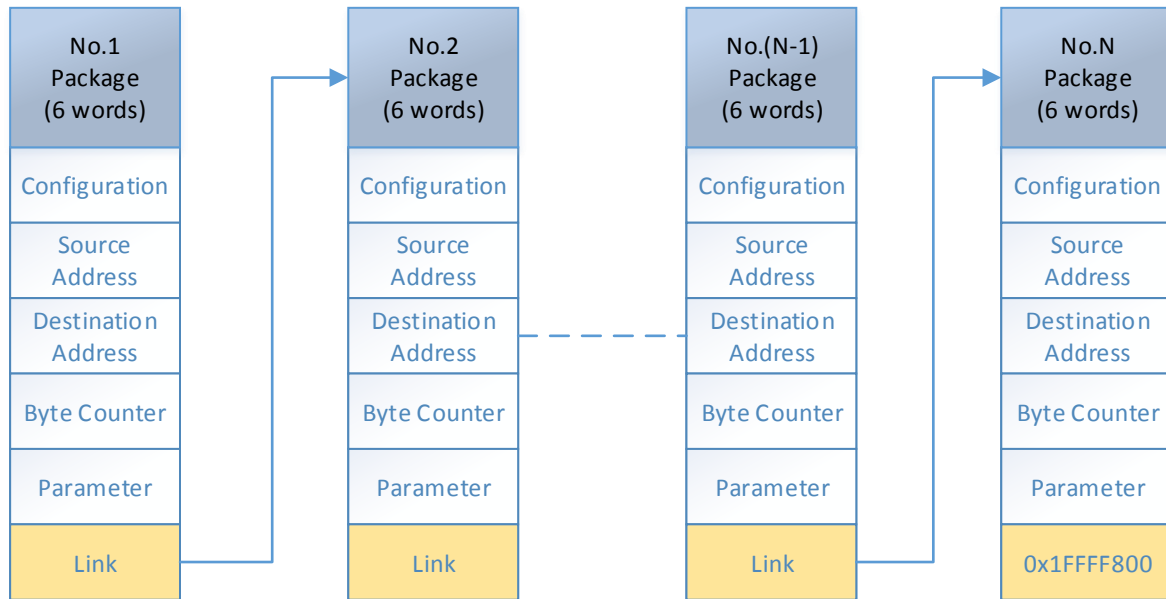 No.1
Package
(6 words)
Configuration
Source
Address
Destination
Address
Byte Counter
Parameter
Link
No.2
Package
(6 words)
Configuration
Source
Address
Destination
Address
Byte Counter
Parameter
Link
No.(N-1)
Package
(6 words)
Configuration
Source
Address
Destination
Address
Byte Counter
Parameter
Link
No.N
Package
(6 words)
Configuration
Source
Address
Destination
Address
Byte Counter
Parameter
0x1FFFF800